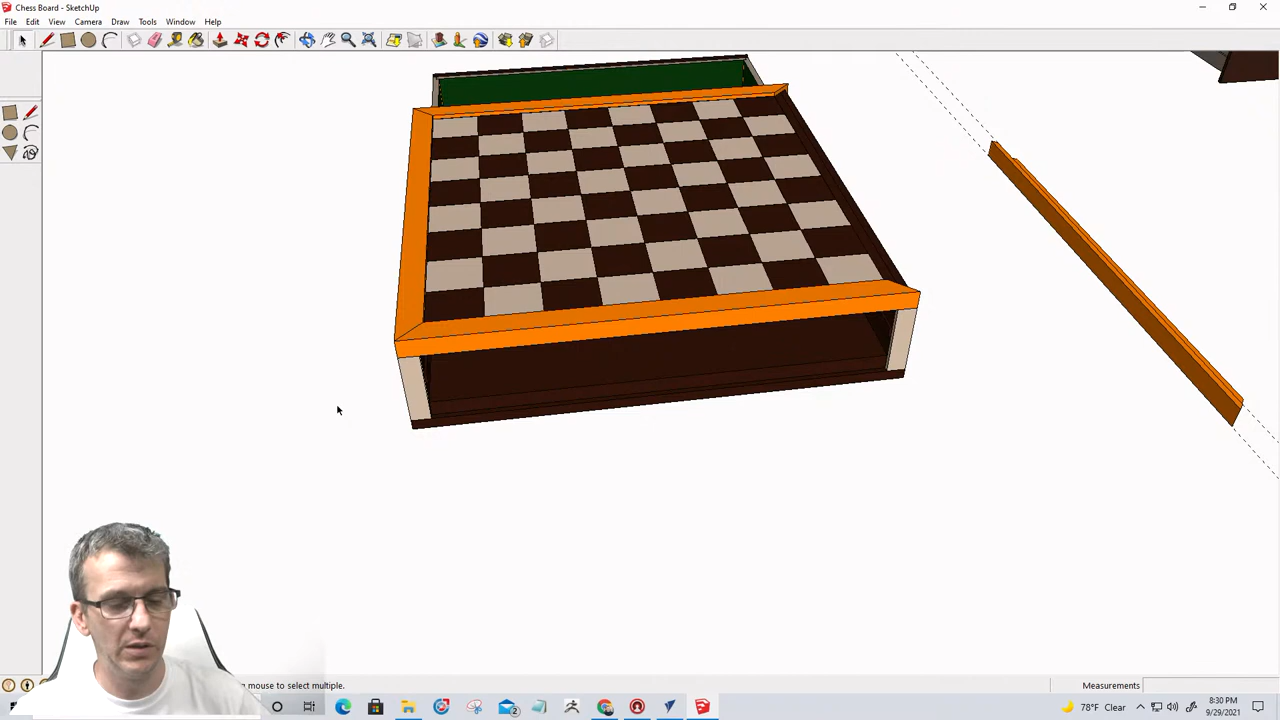 Chess Board - SketchUp
File Edit View Camera Draw Tools Window Help
mouse to select multiple.
Measurements
2
78°F Clear
8:30 PM
9/29/2021